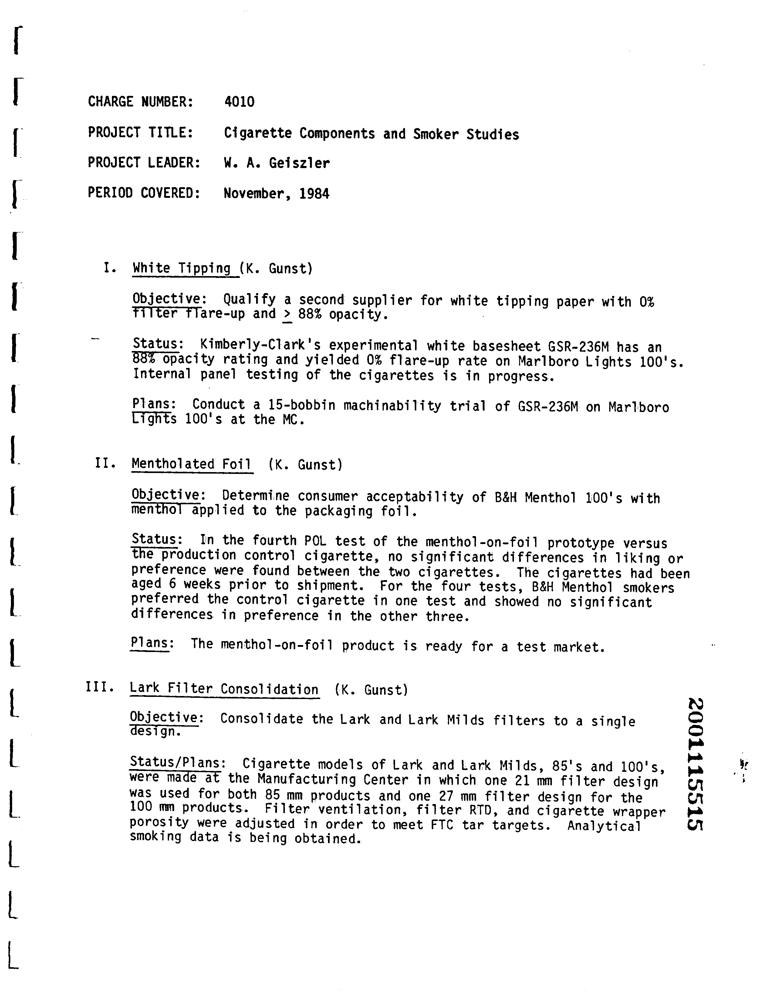 CHARGE NUMBER: 4010
PROJECT TITLE: Cigarette Components and Smoker Studies
PROJECT LEADER: W. A. Geiszler
PERIOD COVERED: November, 1984
I. White Tipping (K. Gunst)
Objective: Qualify a second supplier for white tipping paper with 0%
filter flare-up and > 88% opacity.
Status: Kimberly-Clark's experimental white basesheet GSR-236M has an
88% opacity rating and yielded 0% flare-up rate on Marlboro Lights 100's.
Internal panel testing of the cigarettes is in progress.
Plans: Conduct a 15-bobbin machinability trial of GSR-236M on Marlboro
Lights 100's at the MC.
II. Mentholated Foil (K. Gunst)
Objective: Determine consumer acceptability of B&H Menthol 100's with
menthol applied to the packaging foil.
Status: In the fourth POL test of the menthol-on-foil prototype versus
the production control cigarette, no significant differences in liking or
preference were found between the two cigarettes. The cigarettes had been
aged 6 weeks prior to shipment. For the four tests, B&H Menthol smokers
preferred the control cigarette in one test and showed no significant
differences in preference in the other three.
Plans: The menthol-on-foil product is ready for a test market.
III. Lark Filter Consolidation (K. Gunst)
Objective: Consolidate the Lark and Lark Milds filters to a single
design.
Status/Plans: Cigarette models of Lark and Lark Milds, 85's and 100's,
were made at the Manufacturing Center in which one 21 mm filter design
was used for both 85 mm products and one 27 mm filter design for the
100 mm products. Filter ventilation, filter RTD, and cigarette wrapper
porosity were adjusted in order to meet FTC tar targets. Analytical
smoking data is being obtained.
2001115515